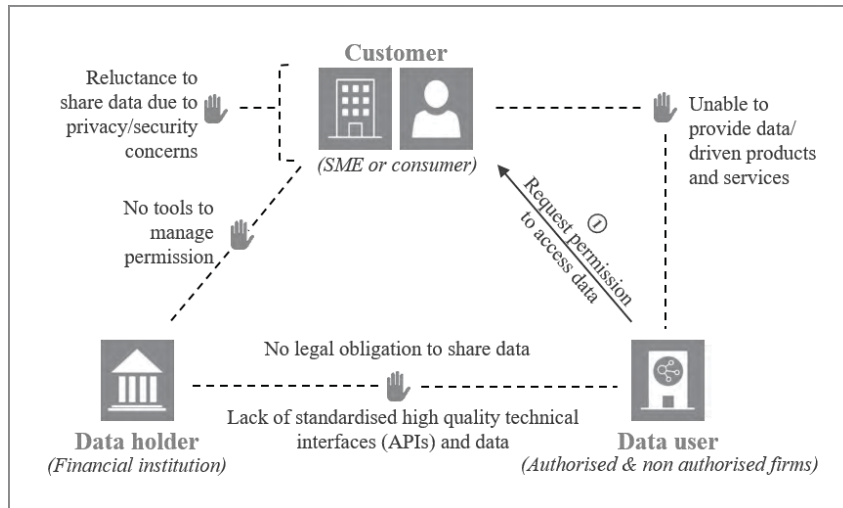 Customer
Reluctance to
share data due to
privacy/security
concerns
(SME or consumer)
Unable to
provide data/
driven products
and services
No tools to
manage
permission
①
Request permission
to access data
No legal obligation to share data
Lack of standardised high quality technical
interfaces (APIs) and data
Data holder
(Financial institution)
Data user
(Authorised & non authorised firms)